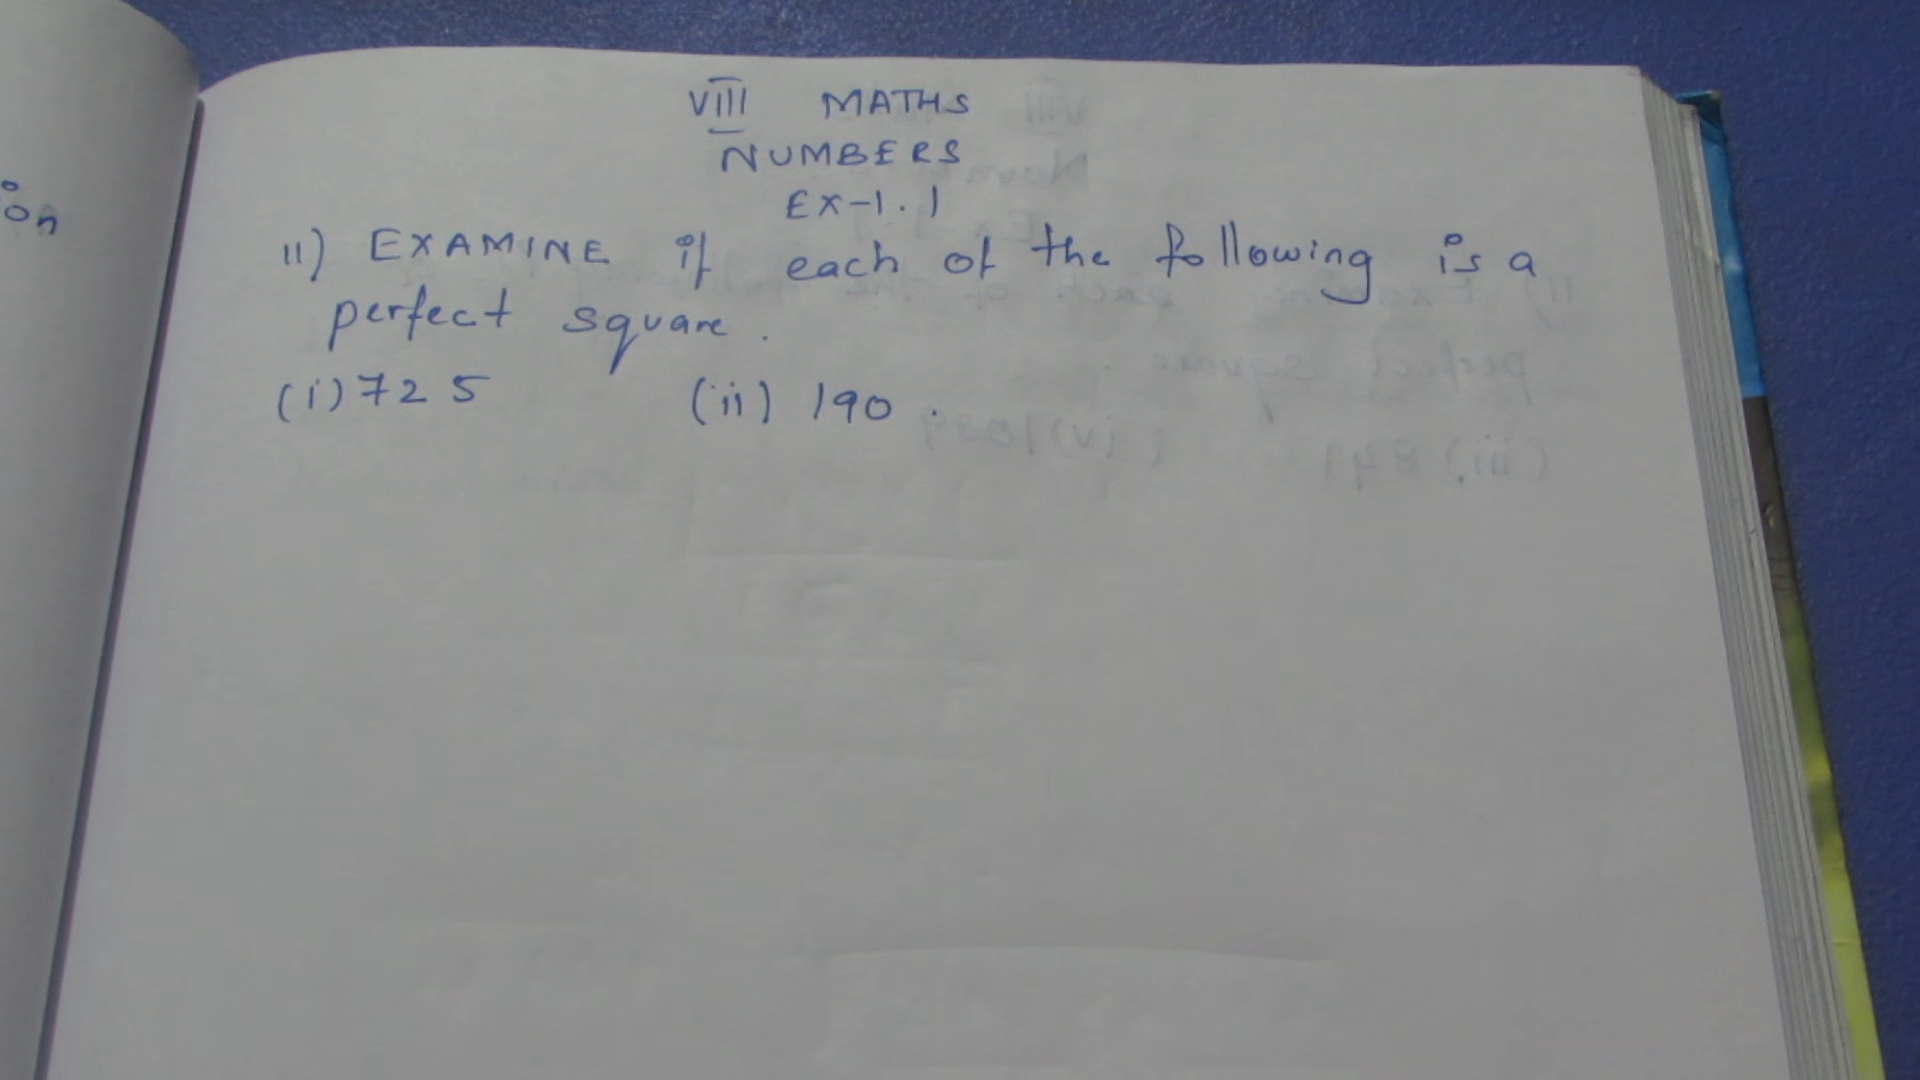 VIII MATHS
NUMBERS
Ex-1.1
on
11) EXAMINE if each of the following is a
perfect square.
(i) 725 (ii) 190.